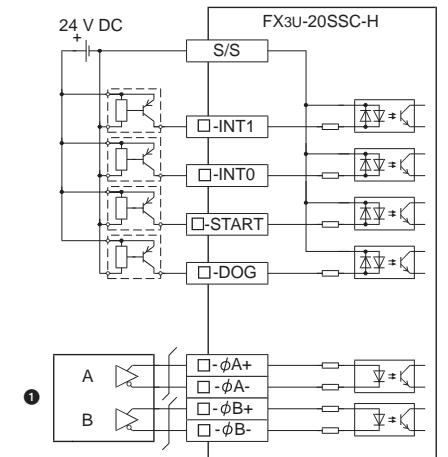 24 V DC
+
FX3U-20SSC-H
S/S
□-INT1
□-INT0
□-START
□-DOG
A
□-ϕA+
□-ϕA-
❶
B
□-ϕB+
□-ϕB-